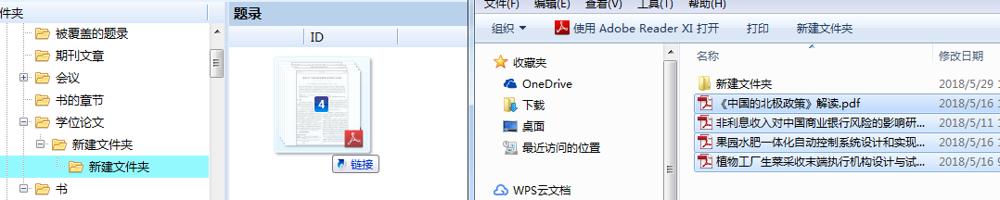 件夹
被覆盖的题录
期刊文章
会议
书的章节
学位论文
新建文件夹
新建文件夹
书
题录
ID
4
链接
文件(F) 编辑(E) 查看(V) 工具(T) 帮助(H)
组织 使用 Adobe Reader XI 打开 打印 新建文件夹
收藏夹
OneDrive
下载
桌面
最近访问的位置
WPS云文档
名称 修改日期
新建文件夹 2018/5/29
《中国的北极政策》解读.pdf 2018/5/16
非利息收入对中国商业银行风险的影响研... 2018/5/11
果园水肥一体化自动控制系统设计和实现... 2018/5/16
植物工厂生菜采收末端执行机构设计与试... 2018/5/16